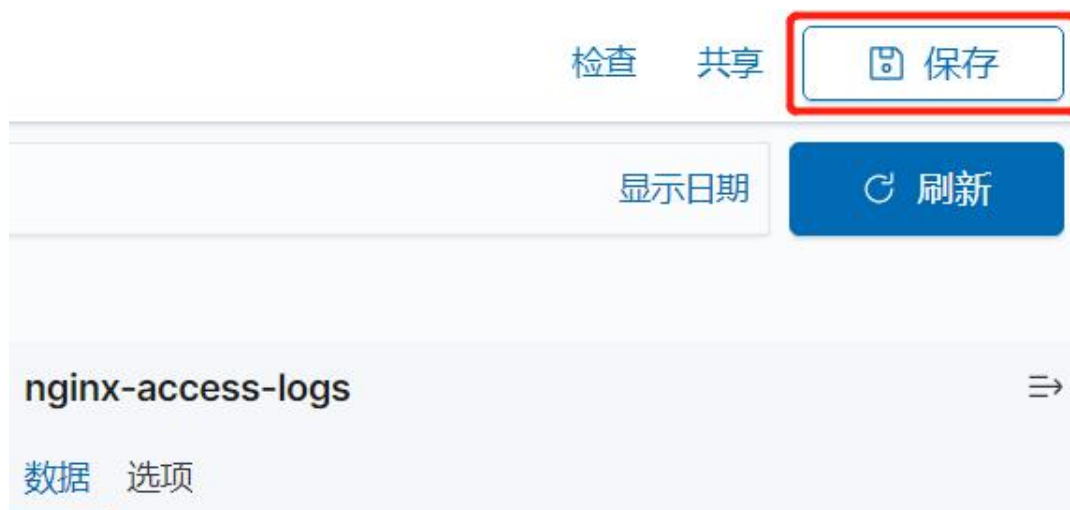 检查 共享 保存
显示日期 刷新
nginx-access-logs
数据 选项